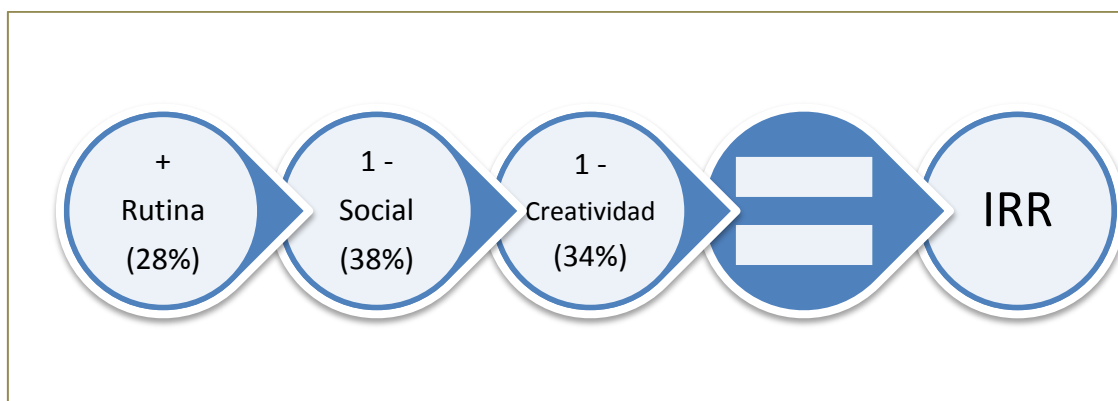 +
Rutina
(28%)
1 -
Social
(38%)
1 -
Creatividad
(34%)
=
IRR